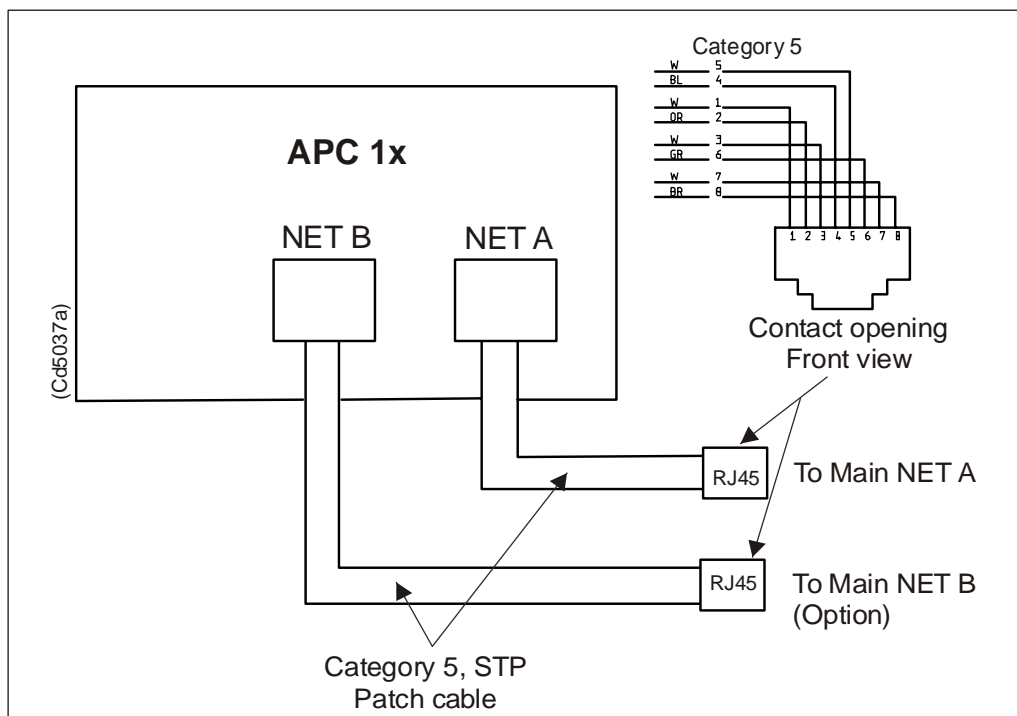 Category 5
W 5
BL 4
W 1
OR 2
W 3
GR 6
W 7
BR 8
1 2 3 4 5 6 7 8
APC 1x
NET B
NET A
(Cd5037a)
Contact opening
Front view
RJ45
To Main NET A
RJ45
To Main NET B
(Option)
Category 5, STP
Patch cable